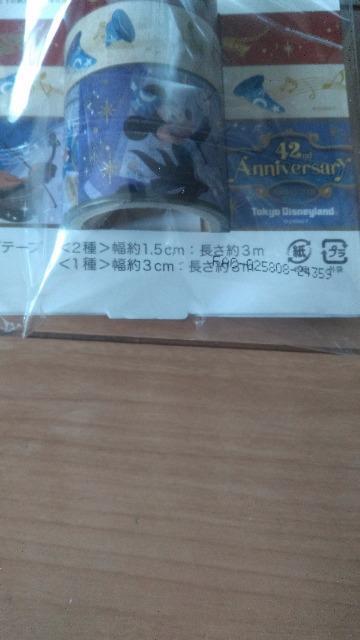 42nd
Anniversary
Tokyo Disneyland
テープ <2種>幅約1.5cm:長さ約3m
<1種>幅約3cm:長さ約3m
紙
プラ